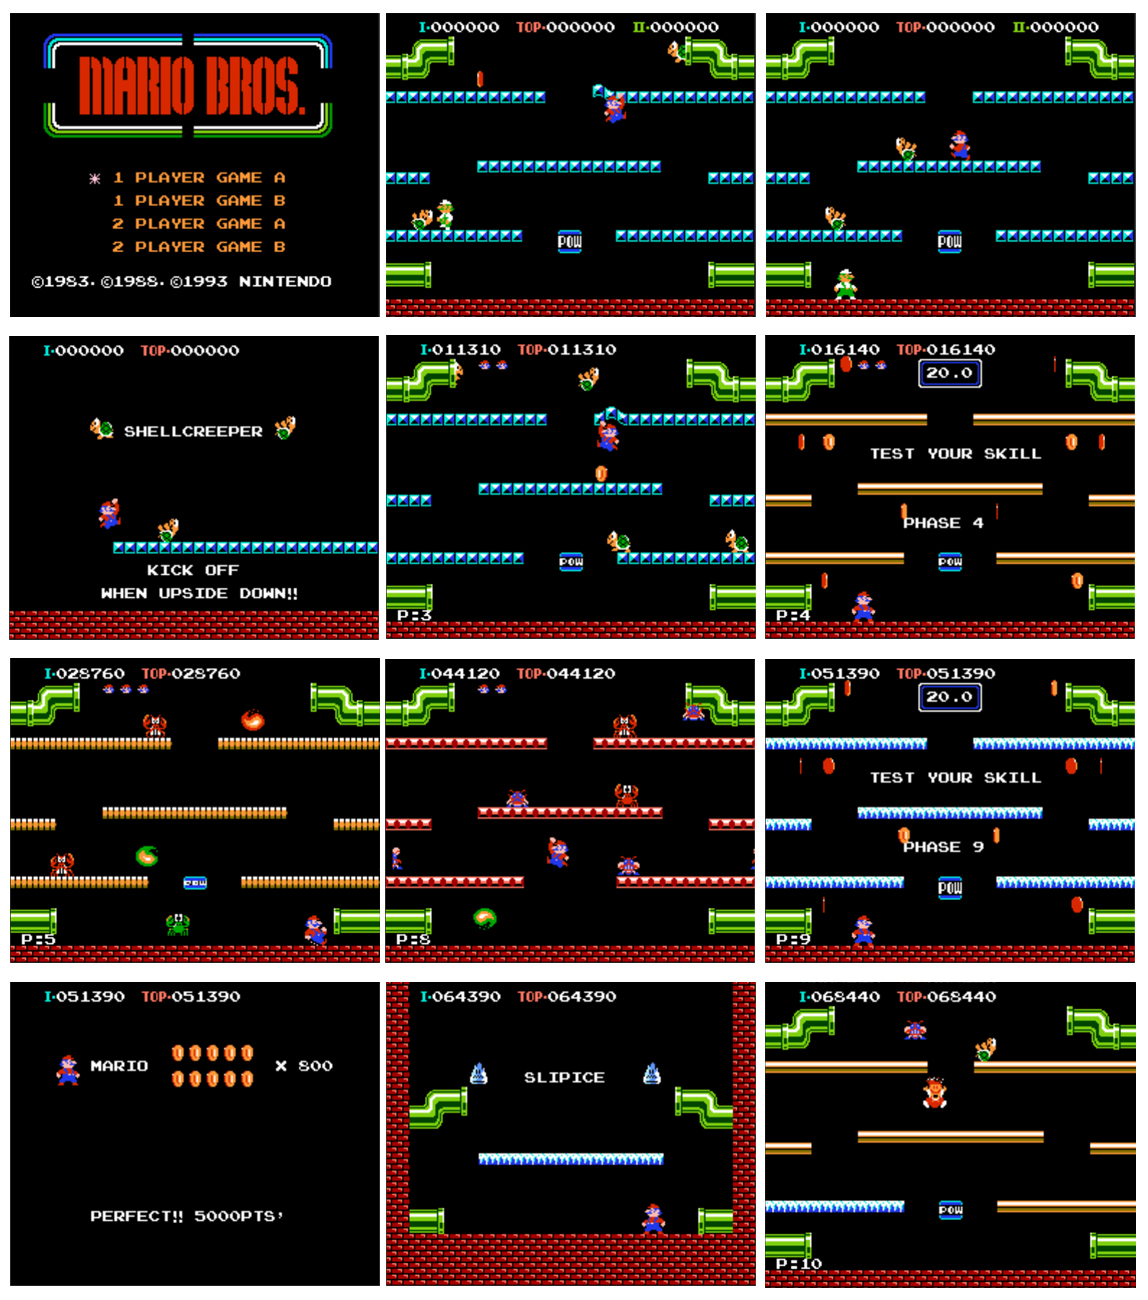 MARIO BROS.
1 PLAYER GAME A
1 PLAYER GAME B
2 PLAYER GAME A
2 PLAYER GAME B
©1983. ©1988. ©1993 NINTENDO
I-000000 TOP-000000 II-000000
POW
I-000000 TOP-000000 II-000000
POW
I-000000 TOP-000000
SHELLCREEPER
KICK OFF
WHEN UPSIDE DOWN!!
I-011310 TOP-011310
POW
P:3
I-016140 TOP-016140
20.0
TEST YOUR SKILL
PHASE 4
POW
P:4
I-028760 TOP-028760
POW
P:5
I-044120 TOP-044120
P:8
I-051390 TOP-051390
20.0
TEST YOUR SKILL
PHASE 9
POW
P:9
I-051390 TOP-051390
MARIO X 800
PERFECT!! 5000PTS'
I-064390 TOP-064390
SLIPICE
I-068440 TOP-068440
POW
P:10